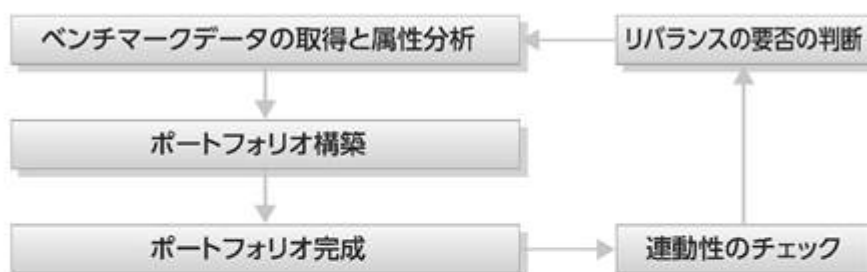 ベンチマークデータの取得と属性分析
リバランスの要否の判断
ポートフォリオ構築
ポートフォリオ完成
連動性のチェック